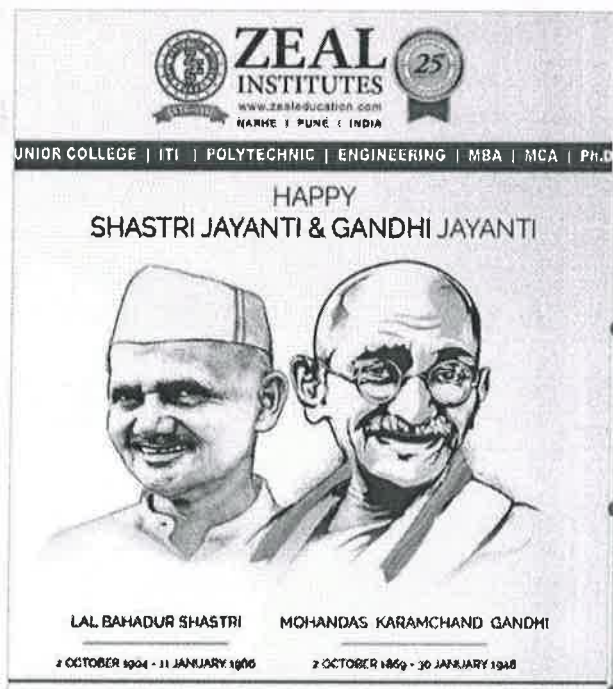 ZEAL
INSTITUTES
www.zealeducation.com
NARHE | PUNE | INDIA
25
UNIOR COLLEGE | ITI | POLYTECHNIC | ENGINEERING | MBA | MCA | Ph.D
HAPPY
SHASTRI JAYANTI & GANDHI JAYANTI
LAL BAHADUR SHASTRI
MOHANDAS KARAMCHAND GANDHI
2 OCTOBER 1904 - 11 JANUARY 1966
2 OCTOBER 1869 - 30 JANUARY 1948